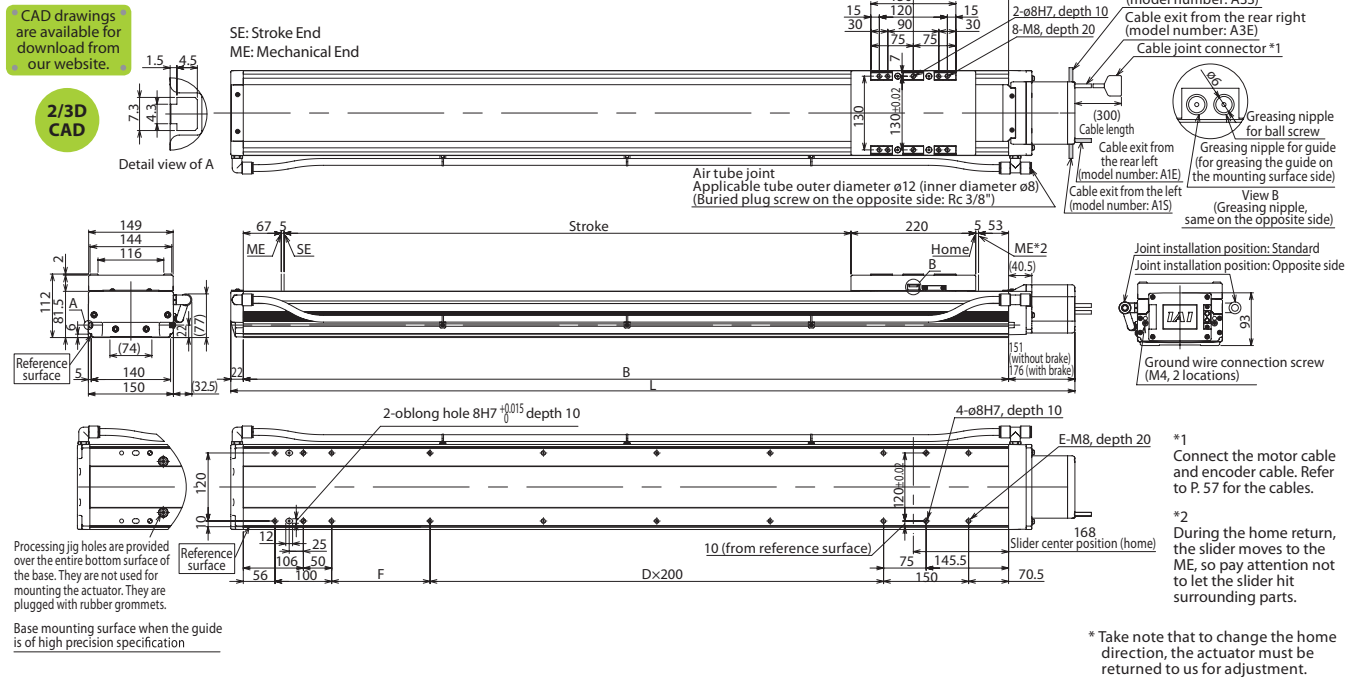 CAD drawings
are available for
download from
our website.
2/3D
CAD
SE: Stroke End
ME: Mechanical End
1.5
4.5
7.3
4.3
Detail view of A
15
120
15
30
90
30
75
75
7
130
130±0.02
2-ø8H7, depth 10
8-M8, depth 20
Cable exit from the rear right
(model number: A3E)
Cable joint connector *1
(300)
Cable length
Cable exit from
the rear left
(model number: A1E)
Cable exit from the left
(model number: A1S)
ø6
Greasing nipple
for ball screw
Greasing nipple for guide
(for greasing the guide on
the mounting surface side)
View B
(Greasing nipple,
same on the opposite side)
Air tube joint
Applicable tube outer diameter ø12 (inner diameter ø8)
(Buried plug screw on the opposite side: Rc 3/8")
149
144
116
2
112
81.5
A
6
22
(77)
(74)
Reference
surface
5
140
150
(32.5)
67
5
Stroke
220
5
53
ME
SE
Home
ME*2
B
(40.5)
151
(without brake)
176 (with brake)
22
B
L
Joint installation position: Standard
Joint installation position: Opposite side
IAI
93
Ground wire connection screw
(M4, 2 locations)
2-oblong hole 8H7 +0.015 0 depth 10
4-ø8H7, depth 10
E-M8, depth 20
120
10
120±0.02
12
25
106
50
56
100
F
D×200
10 (from reference surface)
75
145.5
150
70.5
168
Slider center position (home)
Reference
surface
Processing jig holes are provided
over the entire bottom surface of
the base. They are not used for
mounting the actuator. They are
plugged with rubber grommets.
Base mounting surface when the guide
is of high precision specification
*1
Connect the motor cable
and encoder cable. Refer
to P. 57 for the cables.
*2
During the home return,
the slider moves to the
ME, so pay attention not
to let the slider hit
surrounding parts.
* Take note that to change the home
direction, the actuator must be
returned to us for adjustment.